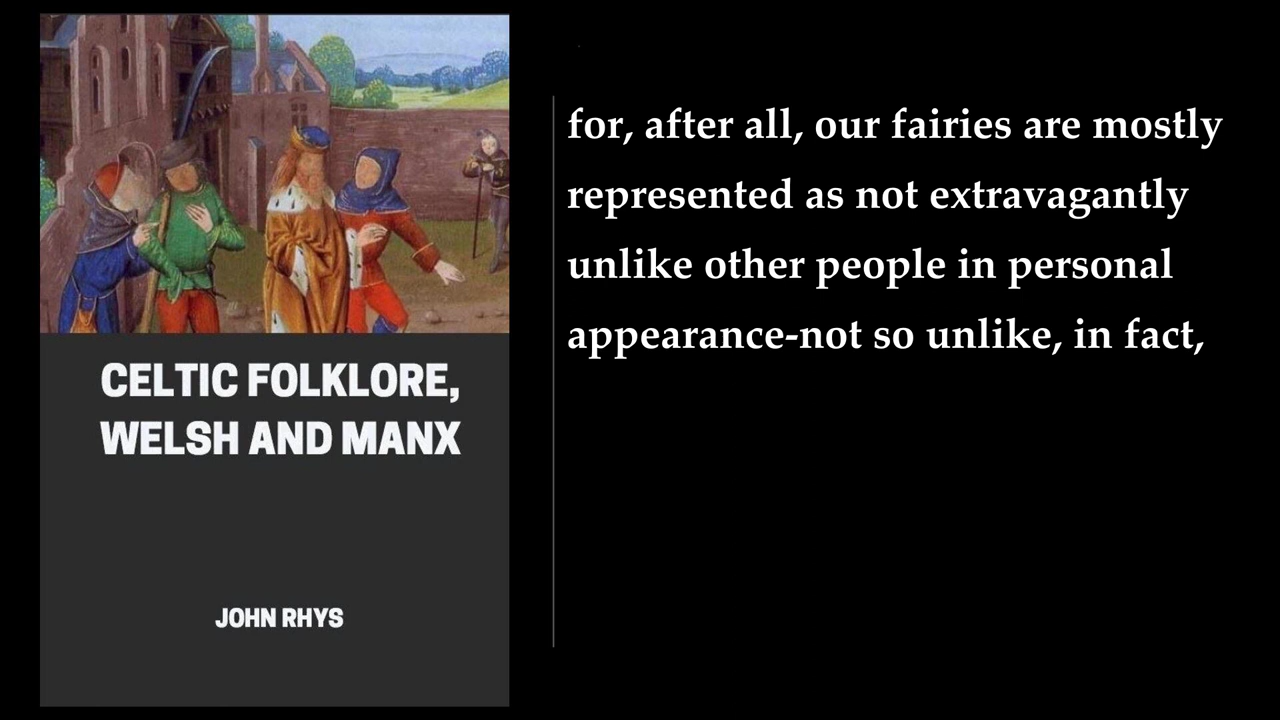 CELTIC FOLKLORE,
WELSH AND MANX
JOHN RHYS
for, after all, our fairies are mostly
represented as not extravagantly
unlike other people in personal
appearance-not so unlike, in fact,